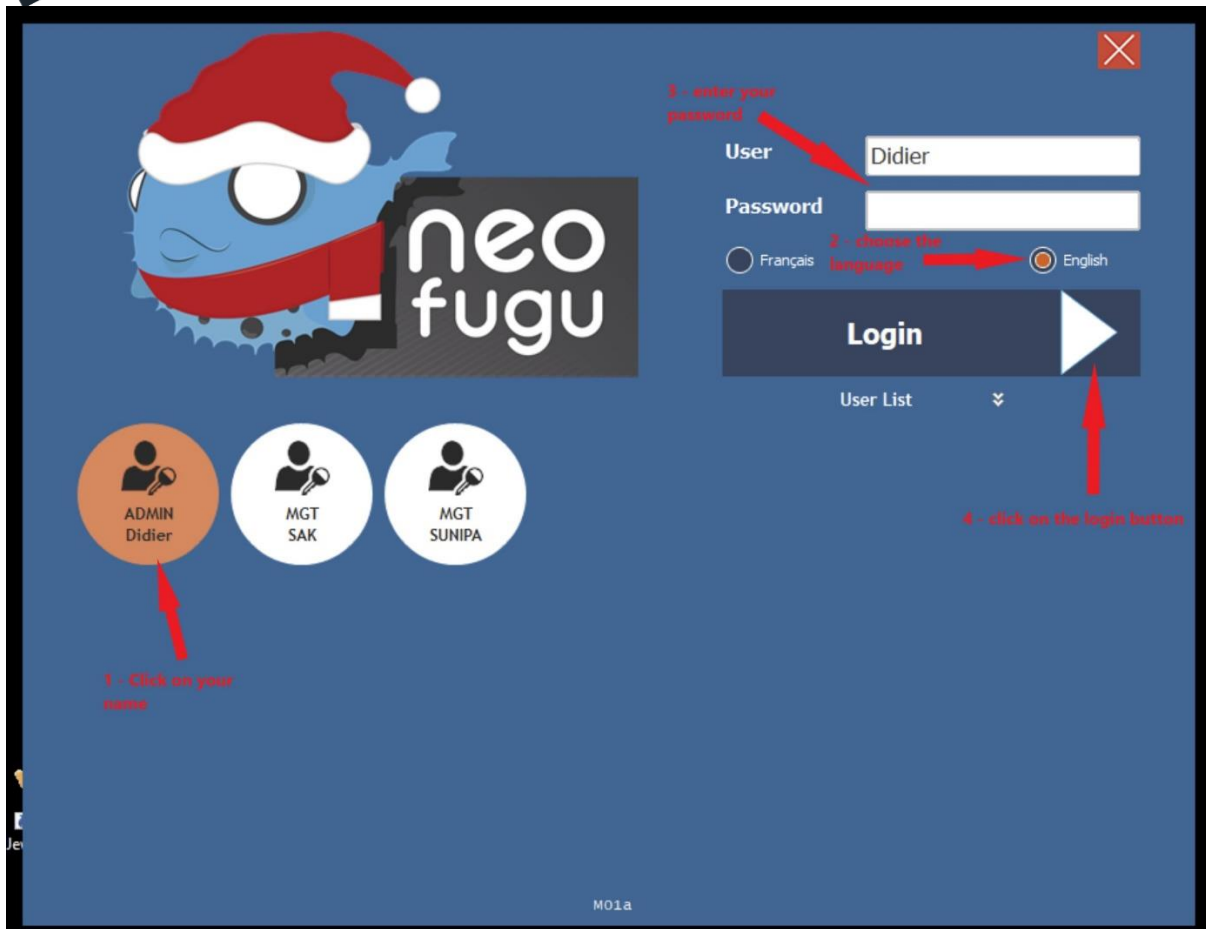 neo
fugu
3 - enter your
password
User
Didier
Password
Français
2 - choose the
language
English
Login
User List
ADMIN
Didier
MGT
SAK
MGT
SUNIPA
4 - click on the login button
1 - Click on your
name
M01a